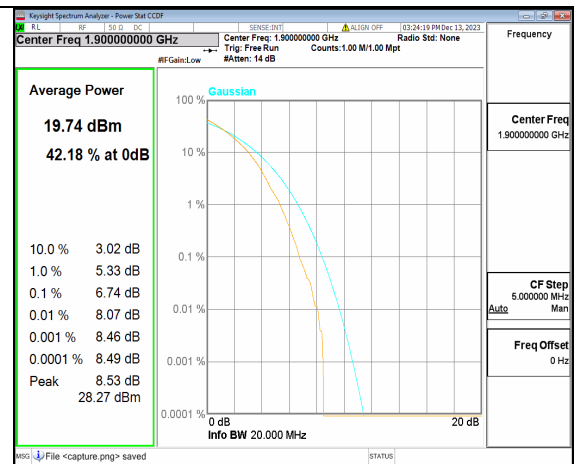 Keysight Spectrum Analyzer - Power Stat CCDF
RL RF 50 Ω DC SENSE:INT ALIGN OFF 03:24:19 PM Dec 13, 2023
Center Freq 1.900000000 GHz
Center Freq: 1.900000000 GHz Radio Std: None
Trig: Free Run Counts:1.00 M/1.00 Mpt
#IFGain:Low #Atten: 14 dB
Frequency
Average Power
19.74 dBm
42.18 % at 0dB
10.0 % 3.02 dB
1.0 % 5.33 dB
0.1 % 6.74 dB
0.01 % 8.07 dB
0.001 % 8.46 dB
0.0001 % 8.49 dB
Peak 8.53 dB
28.27 dBm
Gaussian
100 %
10 %
1 %
0.1 %
0.01 %
0.001 %
0.0001 %
0 dB 20 dB
Info BW 20.000 MHz
Center Freq
1.900000000 GHz
CF Step
5.000000 MHz
Auto Man
Freq Offset
0 Hz
MSG File <capture.png> saved STATUS